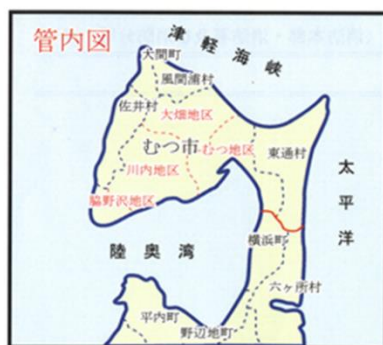 管内図
津軽海峡
大間町
風間浦村
佐井村
大畑地区
むつ市
むつ地区
東通村
川内地区
脇野沢地区
太平洋
陸奥湾
横浜町
六ヶ所村
平内町
野辺地町